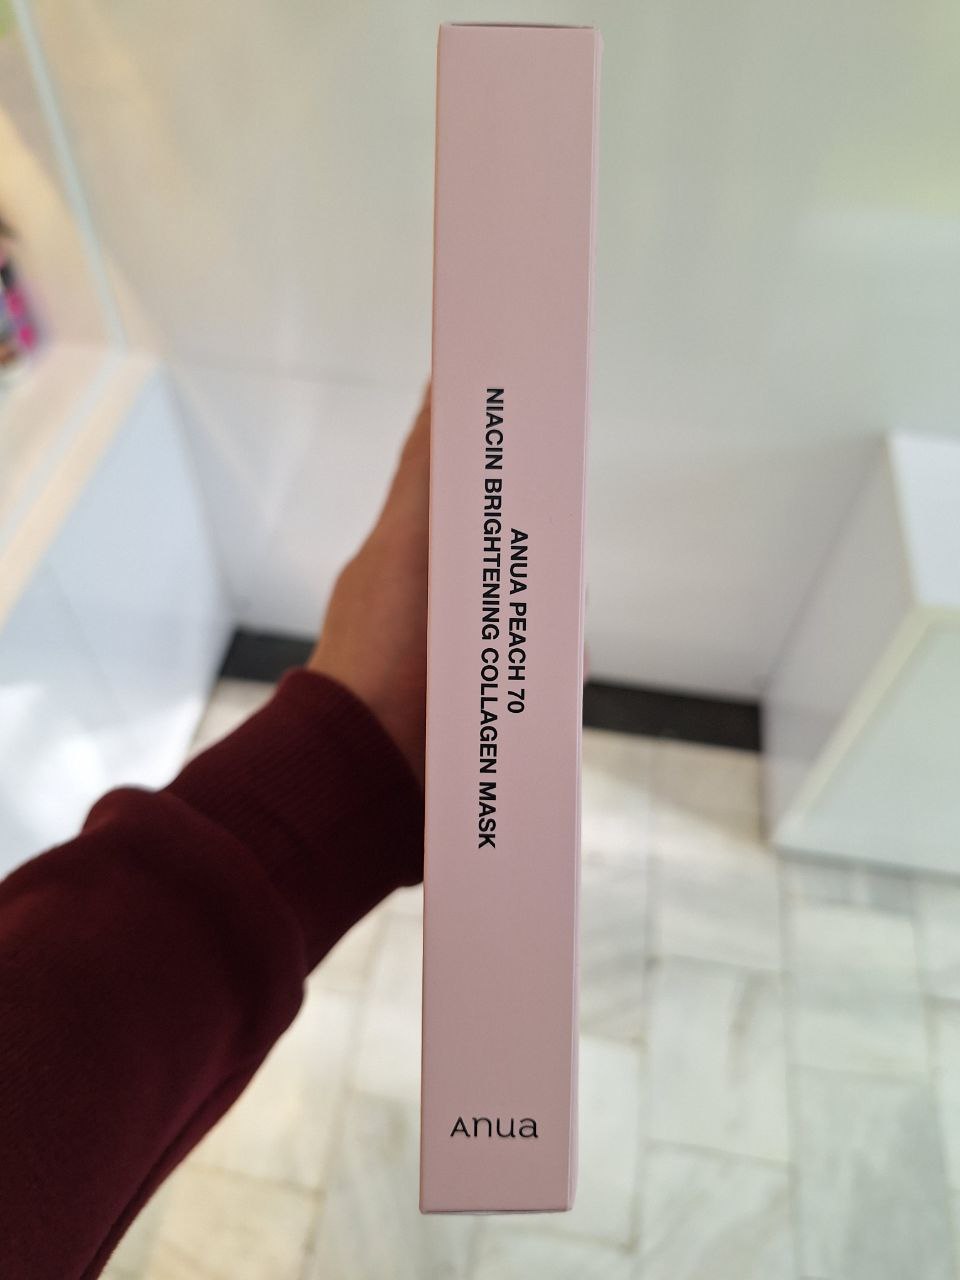 ANUA PEACH 70
NIACIN BRIGHTENING COLLAGEN MASK
Anua